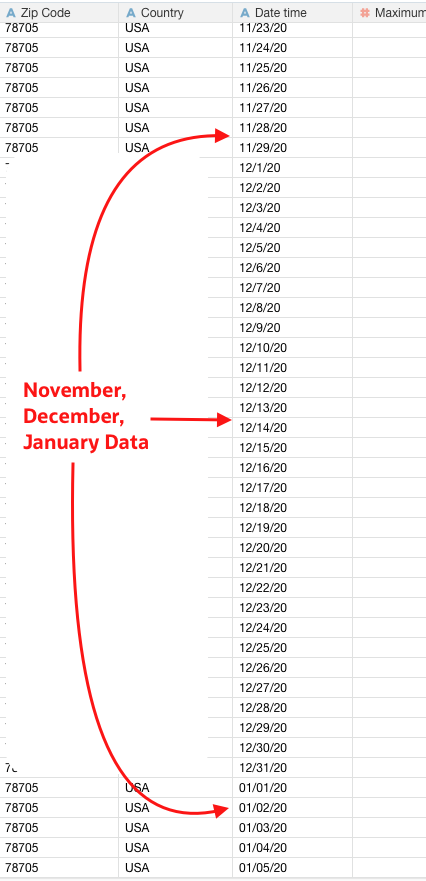 A Zip Code A Country A Date time # Maximum
78705 USA 11/23/20
78705 USA 11/24/20
78705 USA 11/25/20
78705 USA 11/26/20
78705 USA 11/27/20
78705 USA 11/28/20
78705 USA 11/29/20
12/1/20
12/2/20
12/3/20
12/4/20
12/5/20
12/6/20
12/7/20
12/8/20
12/9/20
12/10/20
12/11/20
12/12/20
12/13/20
12/14/20
12/15/20
12/16/20
12/17/20
12/18/20
12/19/20
12/20/20
12/21/20
12/22/20
12/23/20
12/24/20
12/25/20
12/26/20
12/27/20
12/28/20
12/29/20
12/30/20
12/31/20
78705 USA 01/01/20
78705 USA 01/02/20
78705 USA 01/03/20
78705 USA 01/04/20
78705 USA 01/05/20
November,
December,
January Data